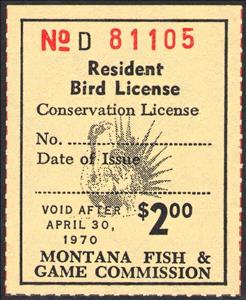 No D 81105
Resident
Bird License
Conservation License
No.
Date of Issue
VOID AFTER
APRIL 30,
1970
$2.00
MONTANA FISH &
GAME COMMISSION